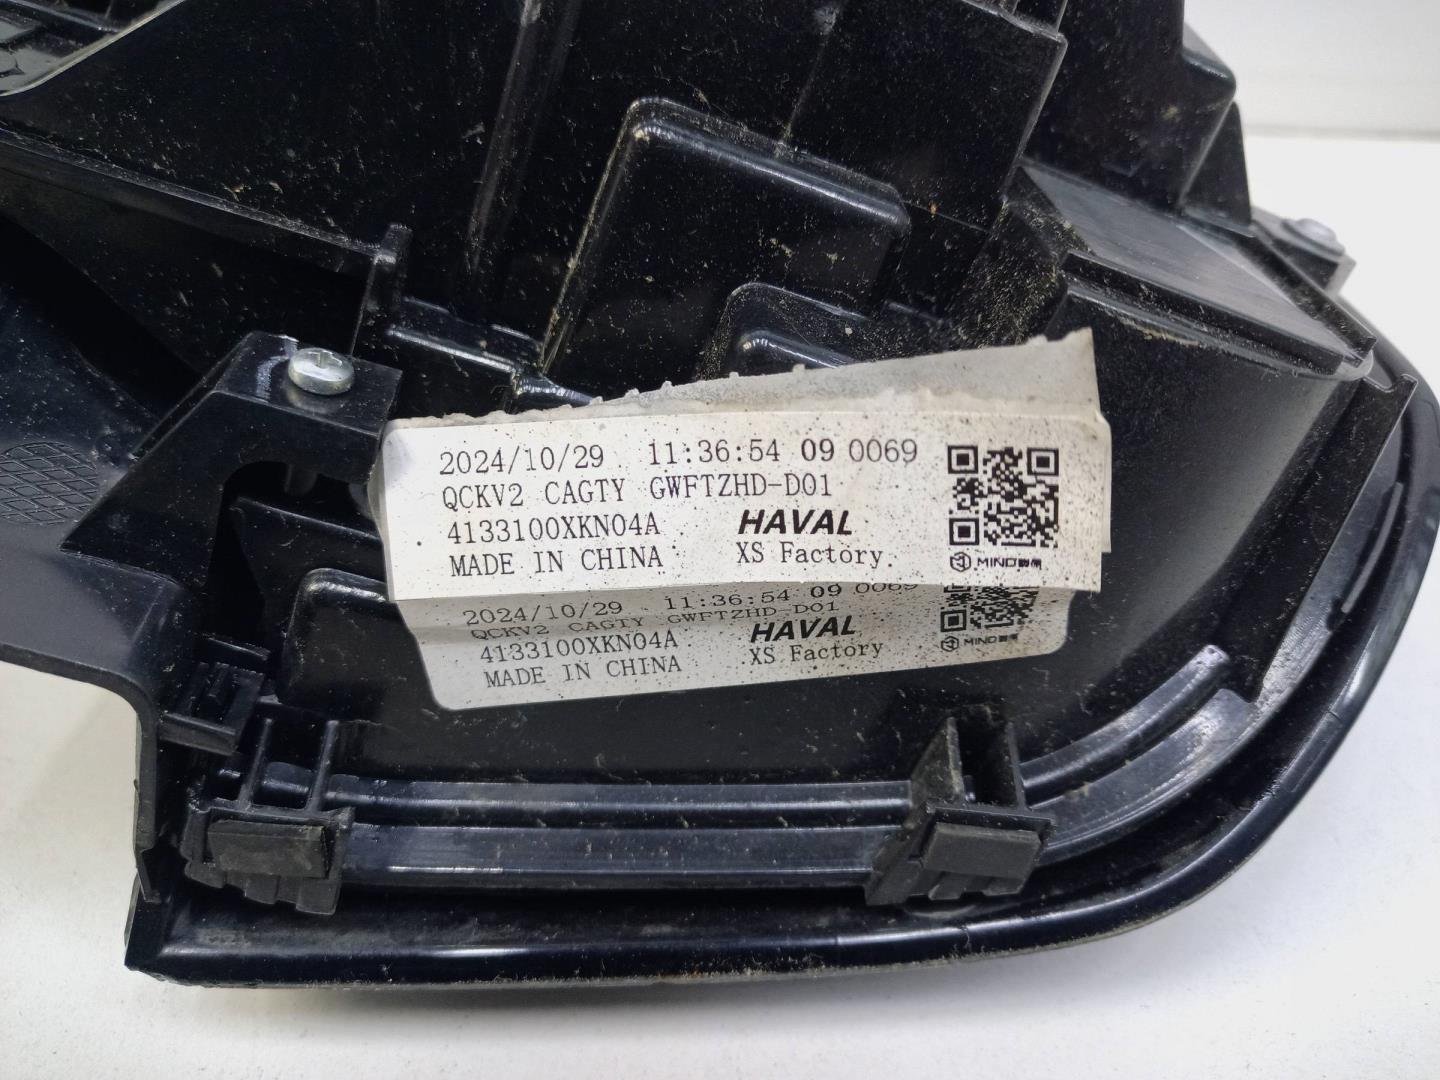 2024/10/29 11:36:54 09 0069
QCKV2 CAGTY GWFTZHD-D01
4133100XKN04A HAVAL
MADE IN CHINA XS Factory
MIND
2024/10/29 11:36:54 09 0069
QCKV2 CAGTY GWFTZHD-D01
4133100XKN04A HAVAL
MADE IN CHINA XS Factory
MIND